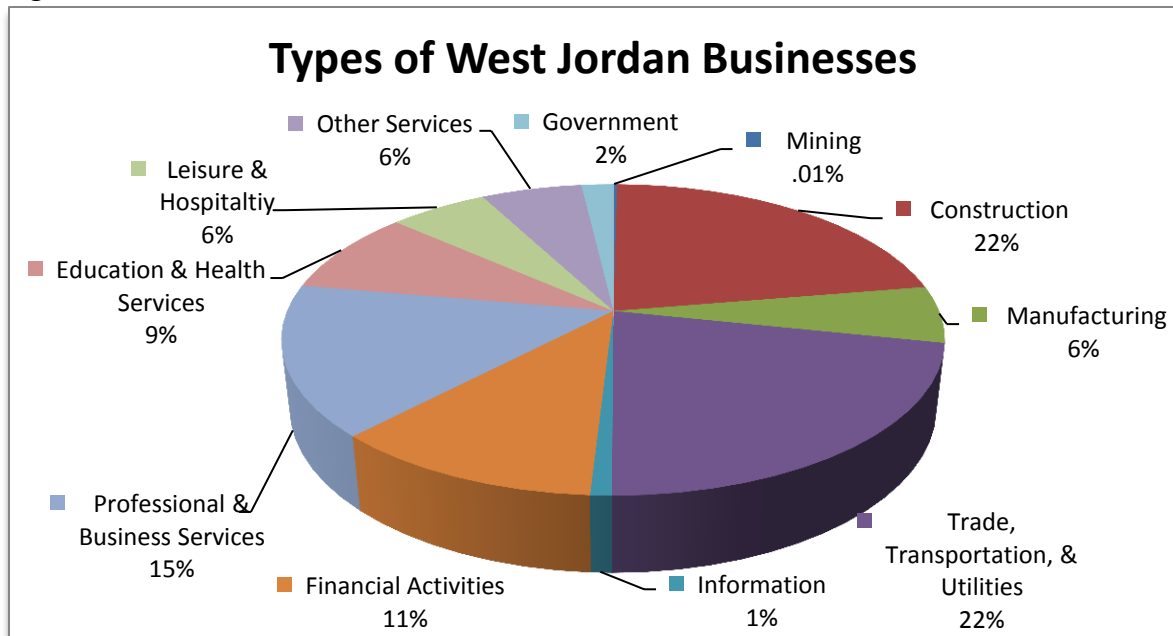 Types of West Jordan Businesses
Other Services
6%
Government
2%
Mining
.01%
Leisure &
Hospitaltiy
6%
Construction
22%
Education & Health
Services
9%
Manufacturing
6%
Professional &
Business Services
15%
Financial Activities
11%
Information
1%
Trade,
Transportation, &
Utilities
22%